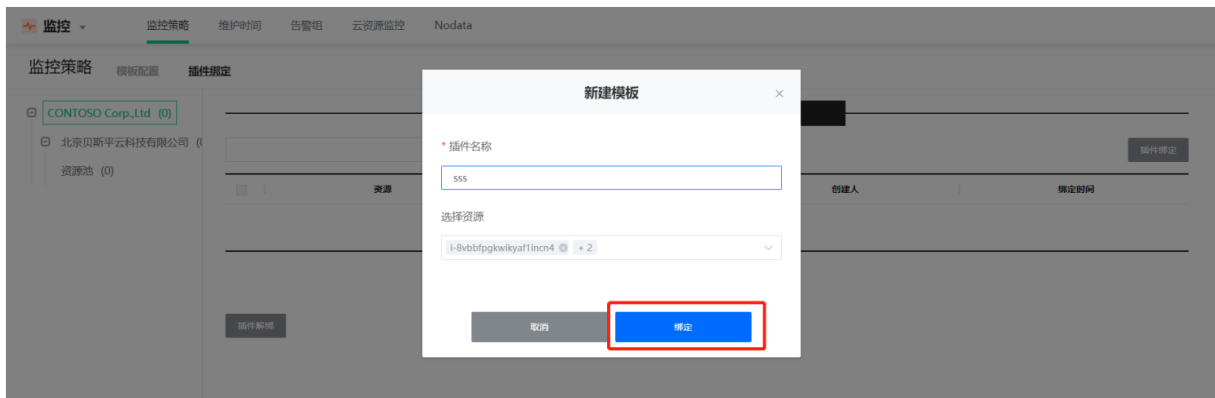 监控 监控策略 维护时间 告警组 云资源监控 Nodata
监控策略 模板配置 插件绑定
新建模板
CONTOSO Corp.,Ltd (0)
北京贝斯平云科技有限公司 (0
* 插件名称
插件绑定
资源池 (0)
sss
资源 创建人 绑定时间
选择资源
i-8vbbfpgkwikyaf1incn4 + 2
插件解绑 取消 绑定